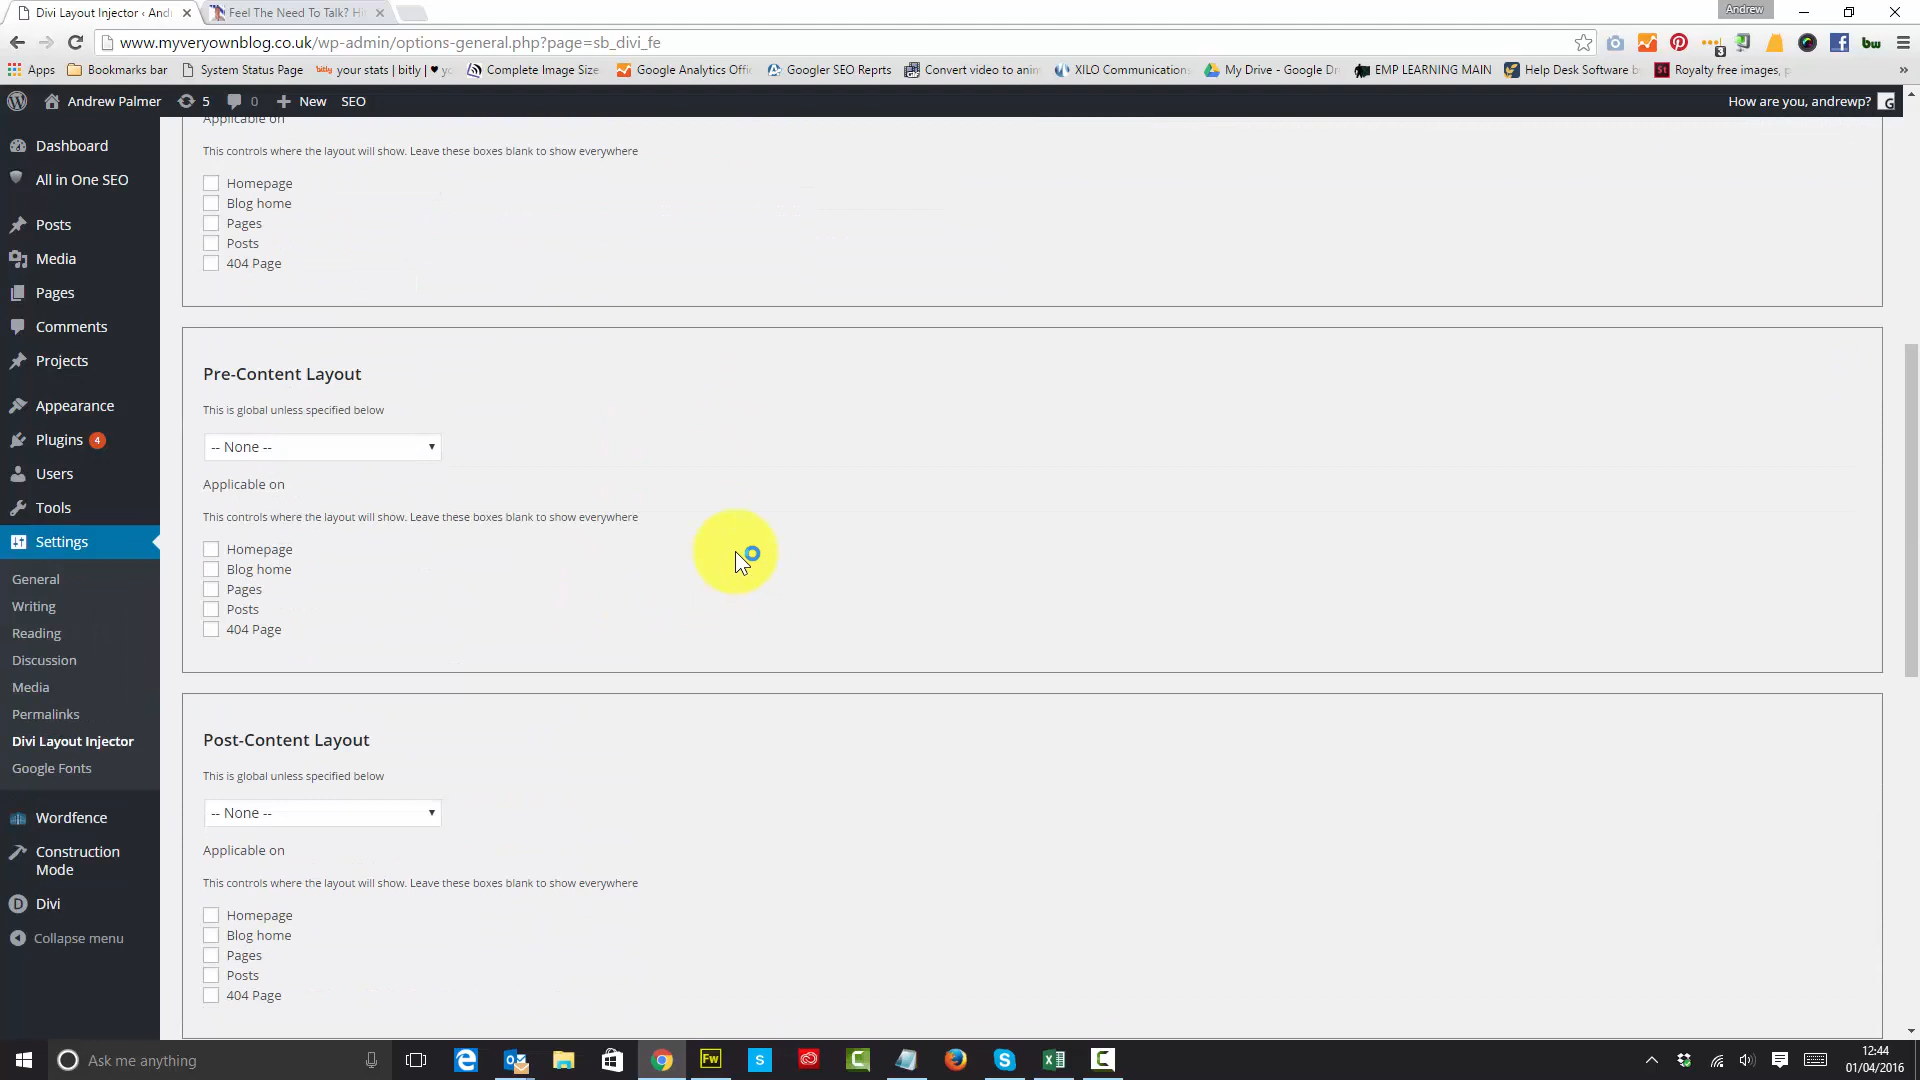 Divi Layout Injector ‹ And
Feel The Need To Talk? Hi
Andrew
www.myveryownblog.co.uk/wp-admin/options-general.php?page=sb_divi_fe
Apps
Bookmarks bar
System Status Page
your stats | bitly | ♥ y
Complete Image Size
Google Analytics Offi
Googler SEO Reprts
Convert video to anim
XILO Communications
My Drive - Google Dr
EMP LEARNING MAIN
Help Desk Software b
Royalty free images, p
»
Andrew Palmer
5
0
New
SEO
How are you, andrewp?
Dashboard
All in One SEO
Posts
Media
Pages
Comments
Projects
Appearance
Plugins 4
Users
Tools
Settings
General
Writing
Reading
Discussion
Media
Permalinks
Divi Layout Injector
Google Fonts
Wordfence
Construction
Mode
Divi
Collapse menu
Applicable on
This controls where the layout will show. Leave these boxes blank to show everywhere
Homepage
Blog home
Pages
Posts
404 Page
Pre-Content Layout
This is global unless specified below
-- None --
Applicable on
This controls where the layout will show. Leave these boxes blank to show everywhere
Homepage
Blog home
Pages
Posts
404 Page
Post-Content Layout
This is global unless specified below
-- None --
Applicable on
This controls where the layout will show. Leave these boxes blank to show everywhere
Homepage
Blog home
Pages
Posts
404 Page
Ask me anything
12:44
01/04/2016